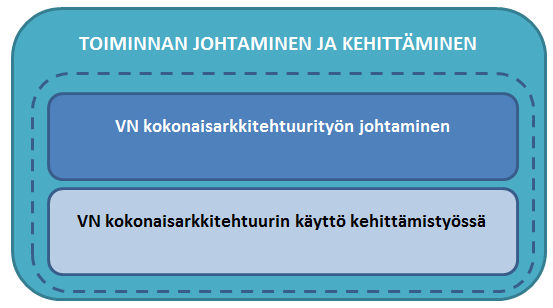 TOIMINNAN JOHTAMINEN JA KEHITTÄMINEN
VN kokonaisarkkitehtuurityön johtaminen
VN kokonaisarkkitehtuurin käyttö kehittämistyössä